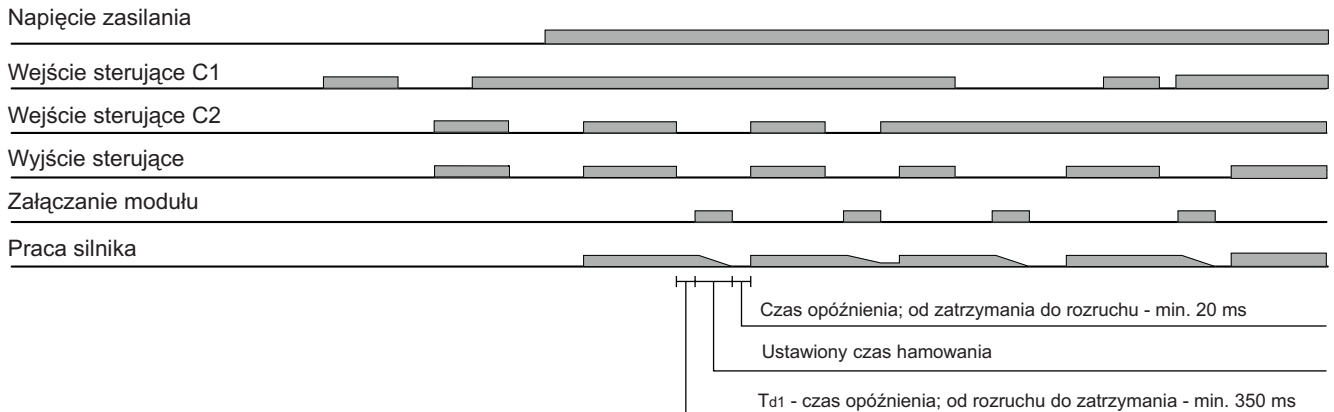 Napięcie zasilania
Wejście sterujące C1
Wejście sterujące C2
Wyjście sterujące
Załączanie modułu
Praca silnika
Czas opóźnienia; od zatrzymania do rozruchu - min. 20 ms
Ustawiony czas hamowania
Td1 - czas opóźnienia; od rozruchu do zatrzymania - min. 350 ms